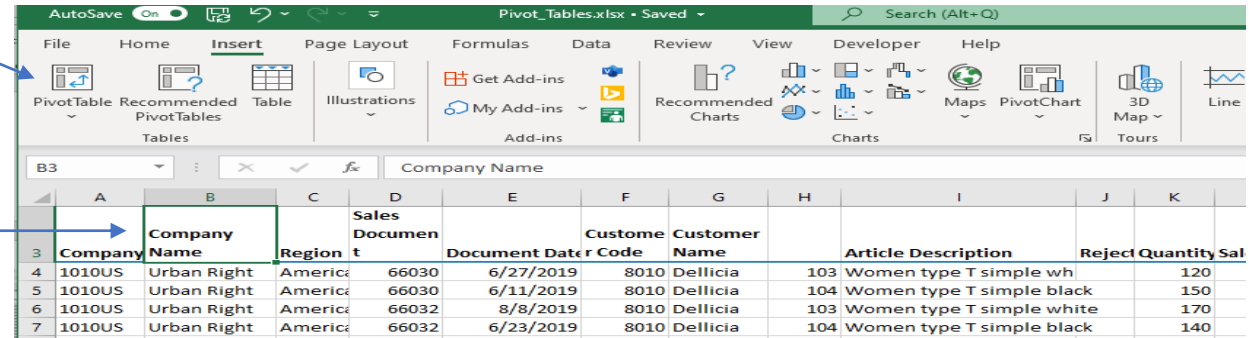 AutoSave On Pivot_Tables.xlsx • Saved Search (Alt+Q)
File Home Insert Page Layout Formulas Data Review View Developer Help
PivotTable Recommended PivotTables Table Illustrations Get Add-ins My Add-ins Recommended Charts Maps PivotChart 3D Map Line
Tables Add-ins Charts Tours
B3 fx Company Name
A B C D E F G H I J K
3 Company Company Name Region Sales Documen t Document Date Custome r Code Customer Name Article Description Reject Quantity Sal
4 1010US Urban Right America 66030 6/27/2019 8010 Dellicia 103 Women type T simple wh 120
5 1010US Urban Right America 66030 6/11/2019 8010 Dellicia 104 Women type T simple black 150
6 1010US Urban Right America 66032 8/8/2019 8010 Dellicia 103 Women type T simple white 170
7 1010US Urban Right America 66032 6/23/2019 8010 Dellicia 104 Women type T simple black 140